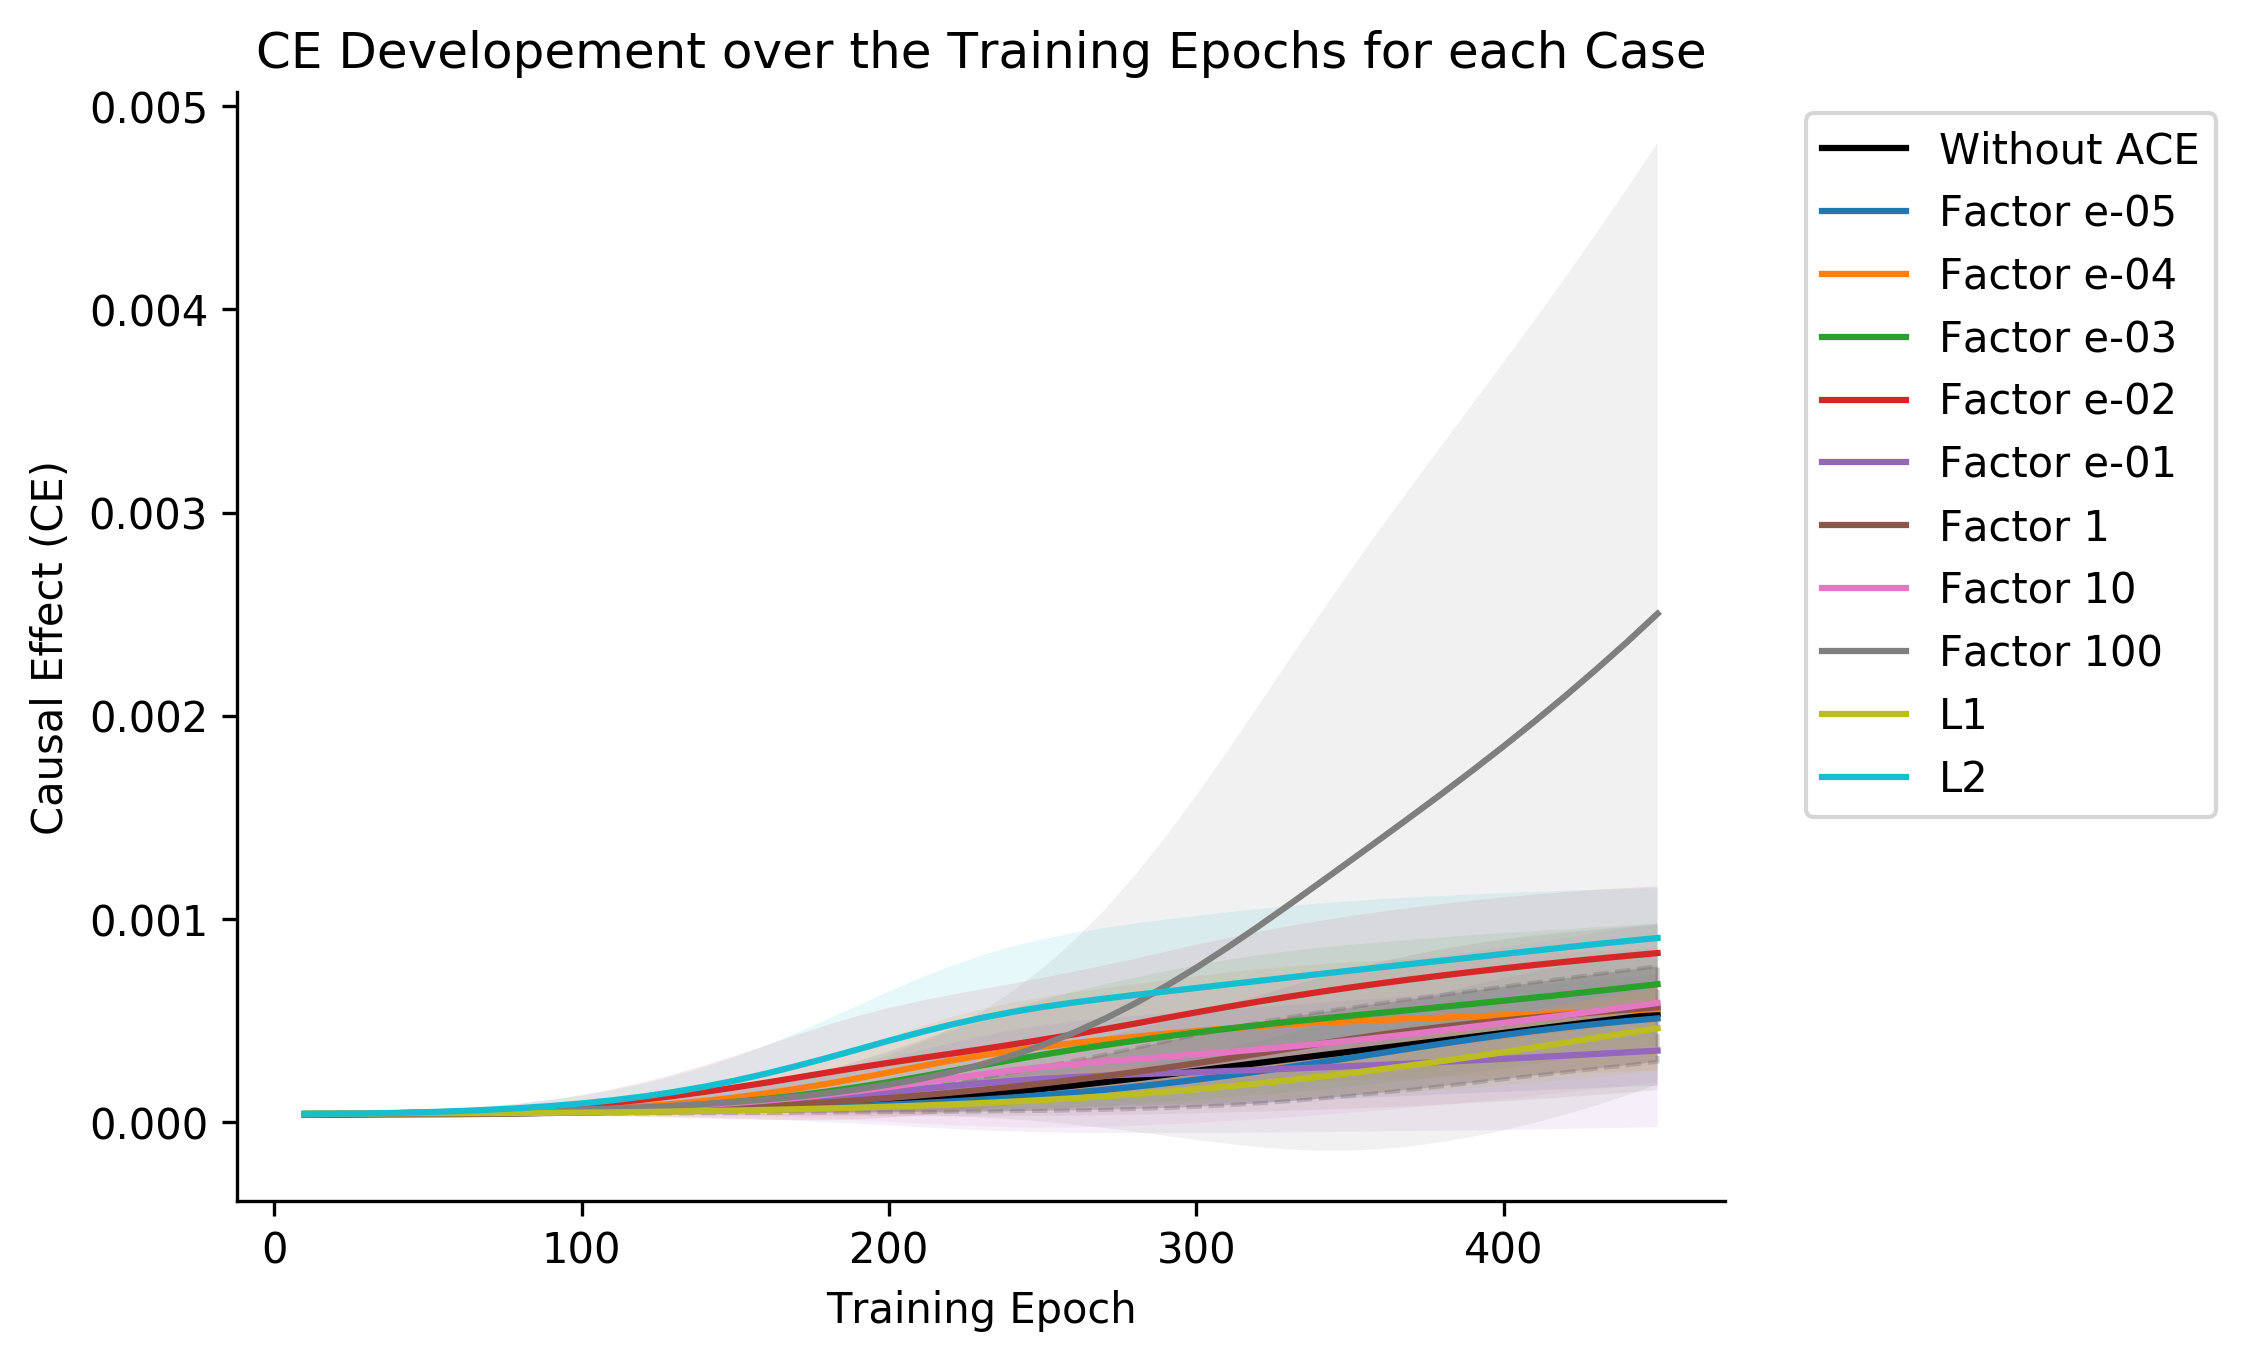 CE Developement over the Training Epochs for each Case
0.005
0.004
0.003
0.002
0.001
0.000
Causal Effect (CE)
0
100
200
300
400
Training Epoch
Without ACE
Factor e-05
Factor e-04
Factor e-03
Factor e-02
Factor e-01
Factor 1
Factor 10
Factor 100
L1
L2